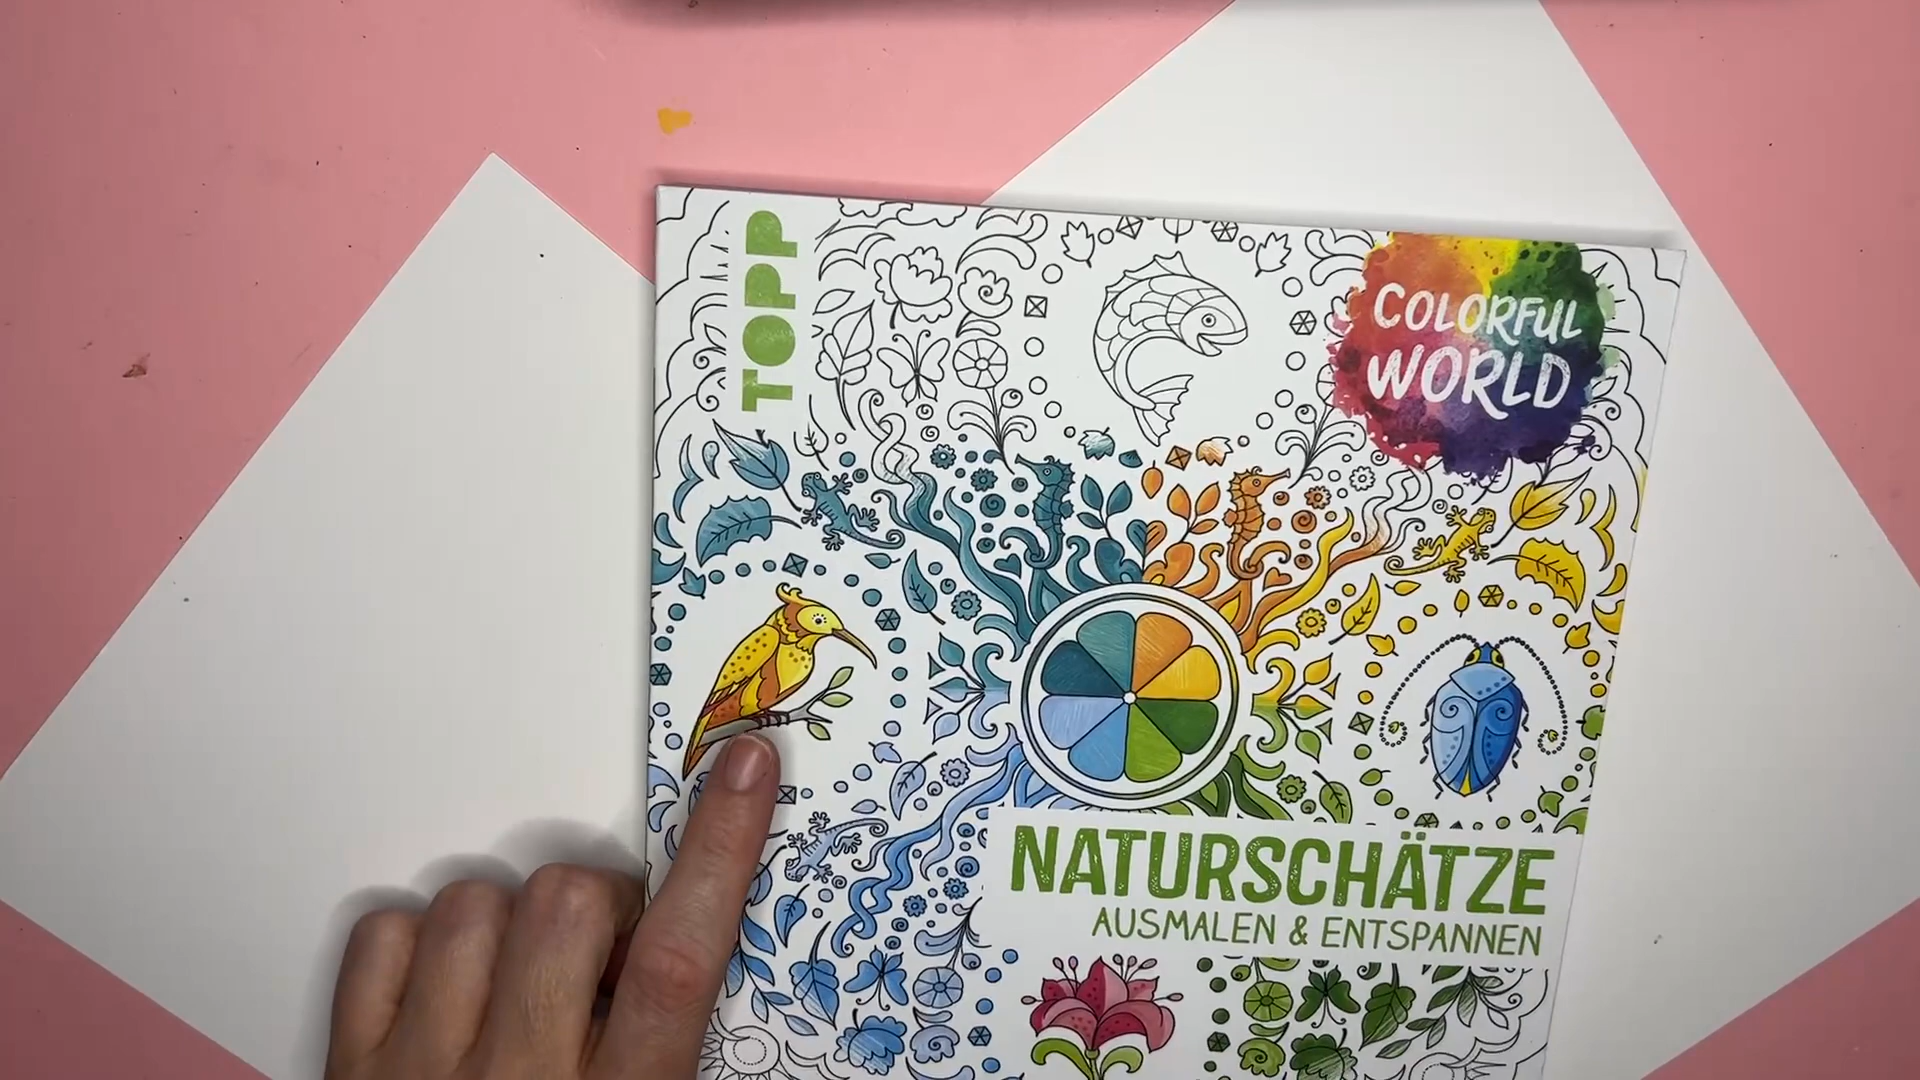 TOPP
COLORFUL
WORLD
NATURSCHÄTZE
AUSMALEN & ENTSPANNEN